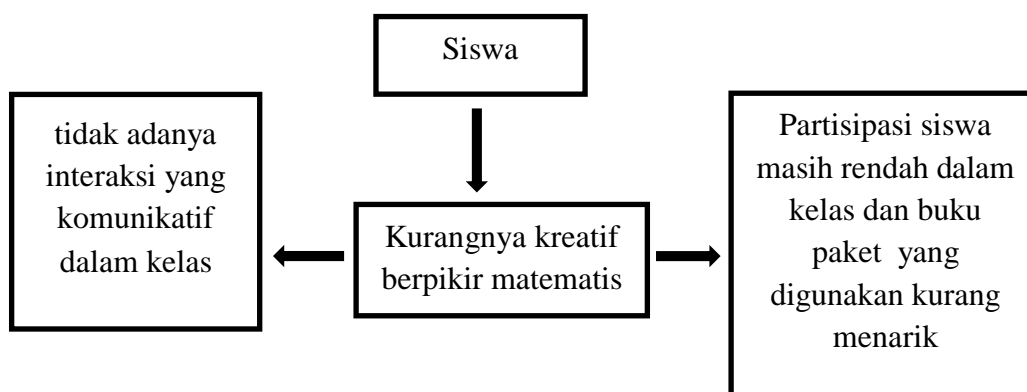 Siswa
tidak adanya
interaksi yang
komunikatif
dalam kelas
Kurangnya kreatif
berpikir matematis
Partisipasi siswa
masih rendah dalam
kelas dan buku
paket yang
digunakan kurang
menarik